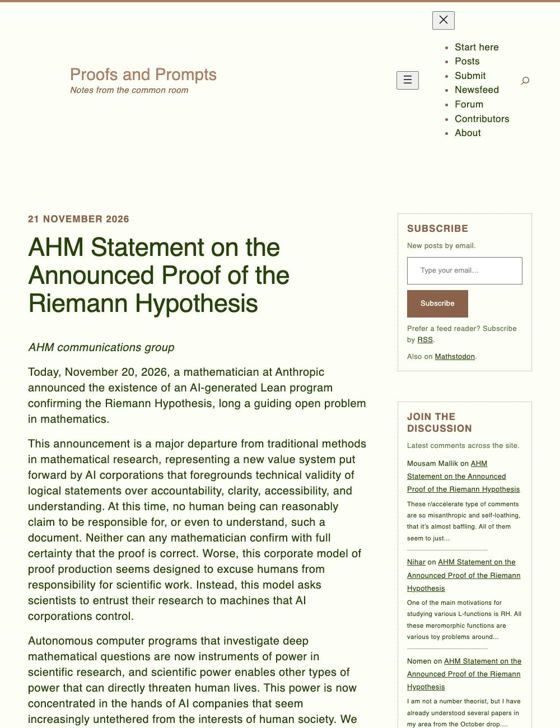 Proofs and Prompts
Notes from the common room
Start here
Posts
Submit
Newsfeed
Forum
Contributors
About
21 NOVEMBER 2026
AHM Statement on the
Announced Proof of the
Riemann Hypothesis
AHM communications group
Today, November 20, 2026, a mathematician at Anthropic
announced the existence of an AI-generated Lean program
confirming the Riemann Hypothesis, long a guiding open problem
in mathematics.
This announcement is a major departure from traditional methods
in mathematical research, representing a new value system put
forward by AI corporations that foregrounds technical validity of
logical statements over accountability, clarity, accessibility, and
understanding. At this time, no human being can reasonably
claim to be responsible for, or even to understand, such a
document. Neither can any mathematician confirm with full
certainty that the proof is correct. Worse, this corporate model of
proof production seems designed to excuse humans from
responsibility for scientific work. Instead, this model asks
scientists to entrust their research to machines that AI
corporations control.
Autonomous computer programs that investigate deep
mathematical questions are now instruments of power in
scientific research, and scientific power enables other types of
power that can directly threaten human lives. This power is now
concentrated in the hands of AI companies that seem
increasingly untethered from the interests of human society. We
SUBSCRIBE
New posts by email.
Type your email...
Subscribe
Prefer a feed reader? Subscribe
by RSS.
Also on Mathstodon.
JOIN THE
DISCUSSION
Latest comments across the site.
Mousam Mallik on AHM
Statement on the Announced
Proof of the Riemann Hypothesis
These r/accelerate type of comments
are so misanthropic and self-loathing,
that it's almost baffling. All of them
seem to just...
Nihar on AHM Statement on the
Announced Proof of the Riemann
Hypothesis
One of the main motivations for
studying various L-functions is RH. All
these meromorphic functions are
various toy problems around...
Nomen on AHM Statement on the
Announced Proof of the Riemann
Hypothesis
I am not a number theorist, but I have
already understood several papers in
my area from the October drop....